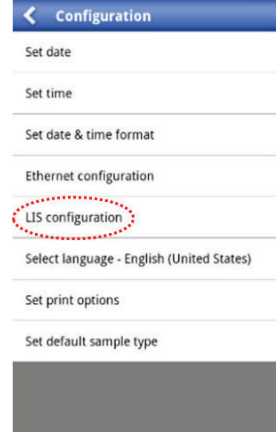 Configuration
Set date
Set time
Set date & time format
Ethernet configuration
LIS configuration
Select language - English (United States)
Set print options
Set default sample type